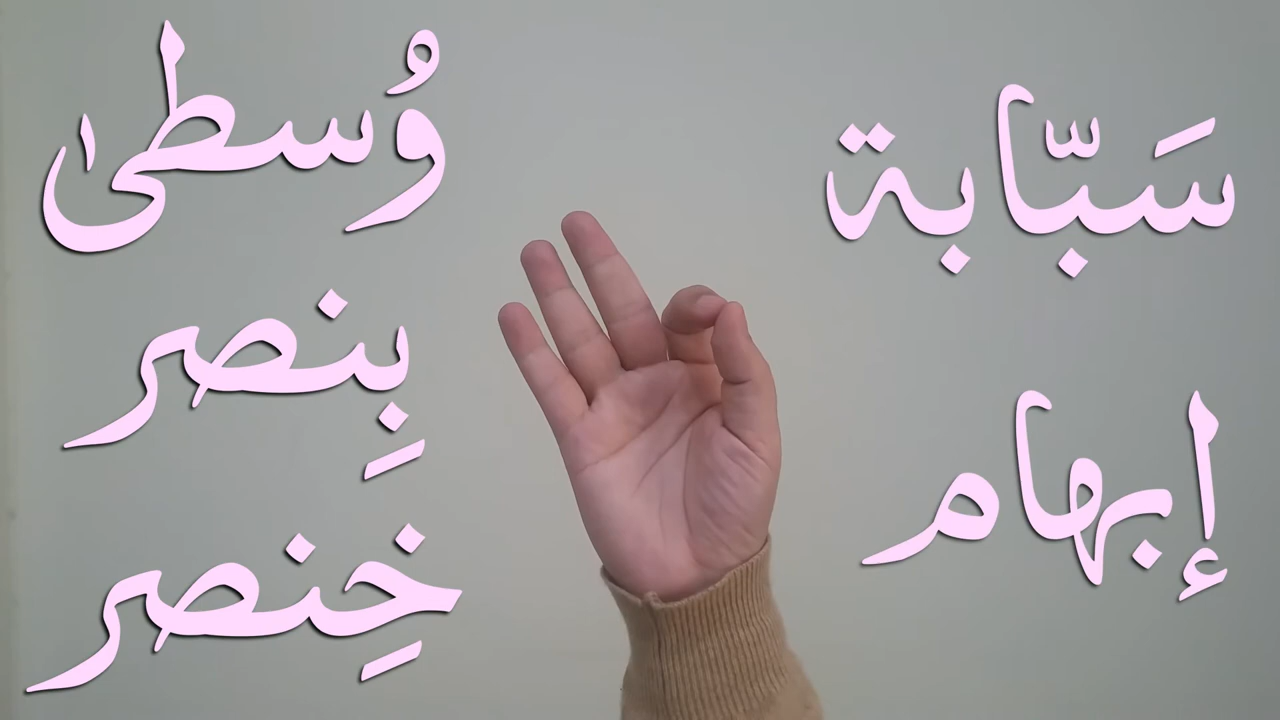 سَبّابة
إبهام
وُسطىٰ
بِنصر
خِنصر